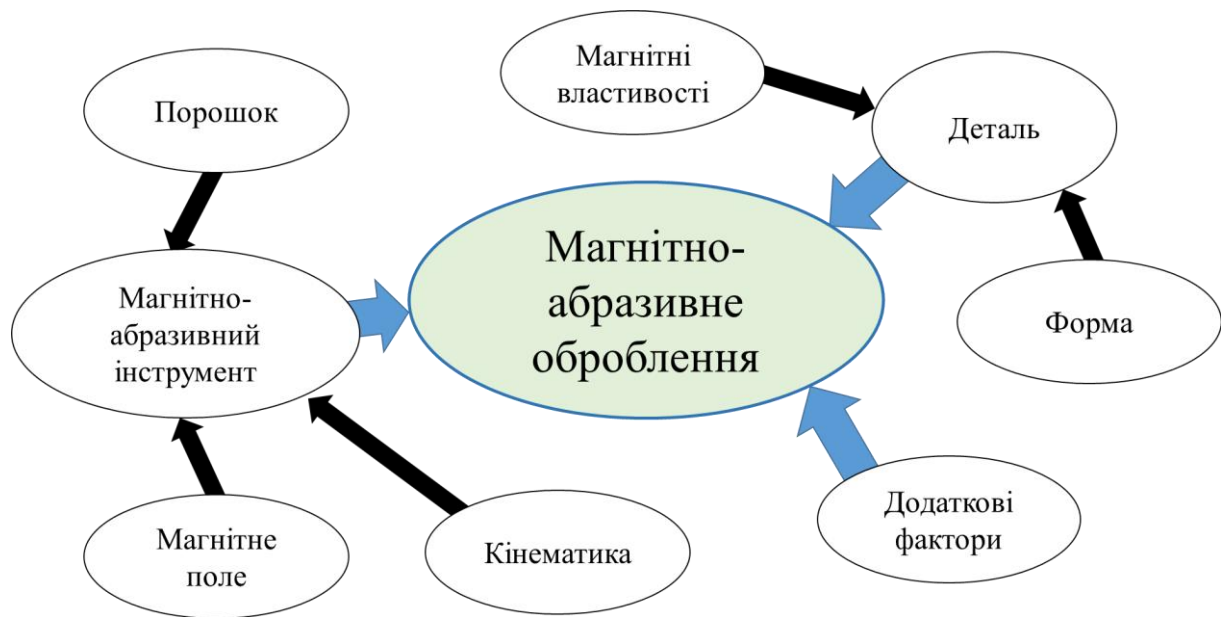 Порошок
Магнітні
властивості
Деталь
Магнітно-
абразивне
оброблення
Магнітно-
абразивний
інструмент
Форма
Магнітне
поле
Кінематика
Додаткові
фактори